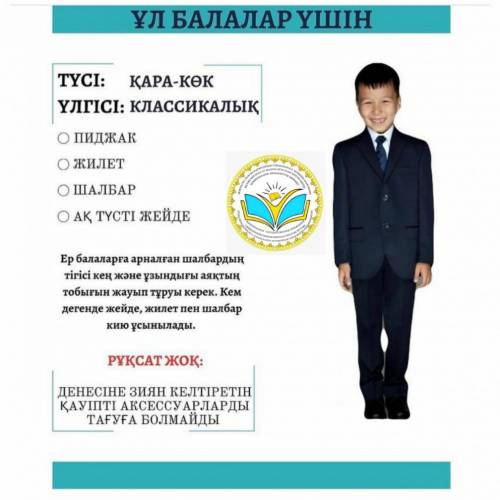 ҰЛ БАЛАЛАР ҮШІН
ТҮСІ: ҚАРА-КӨК
ҮЛГІСІ: КЛАССИКАЛЫҚ
ПИДЖАК
ЖИЛЕТ
ШАЛБАР
АҚ ТҮСТІ ЖЕЙДЕ
Ер балаларға арналған шалбардың
тігісі кең және ұзындығы аяқтың
тобығын жауып тұруы керек. Кем
дегенде жейде, жилет пен шалбар
кию ұсынылады.
РҰҚСАТ ЖОҚ:
ДЕНЕСІНЕ ЗИЯН КЕЛТІРЕТІН
ҚАУІПТІ АКСЕССУАРЛАРДЫ
ТАҒУҒА БОЛМАЙДЫ